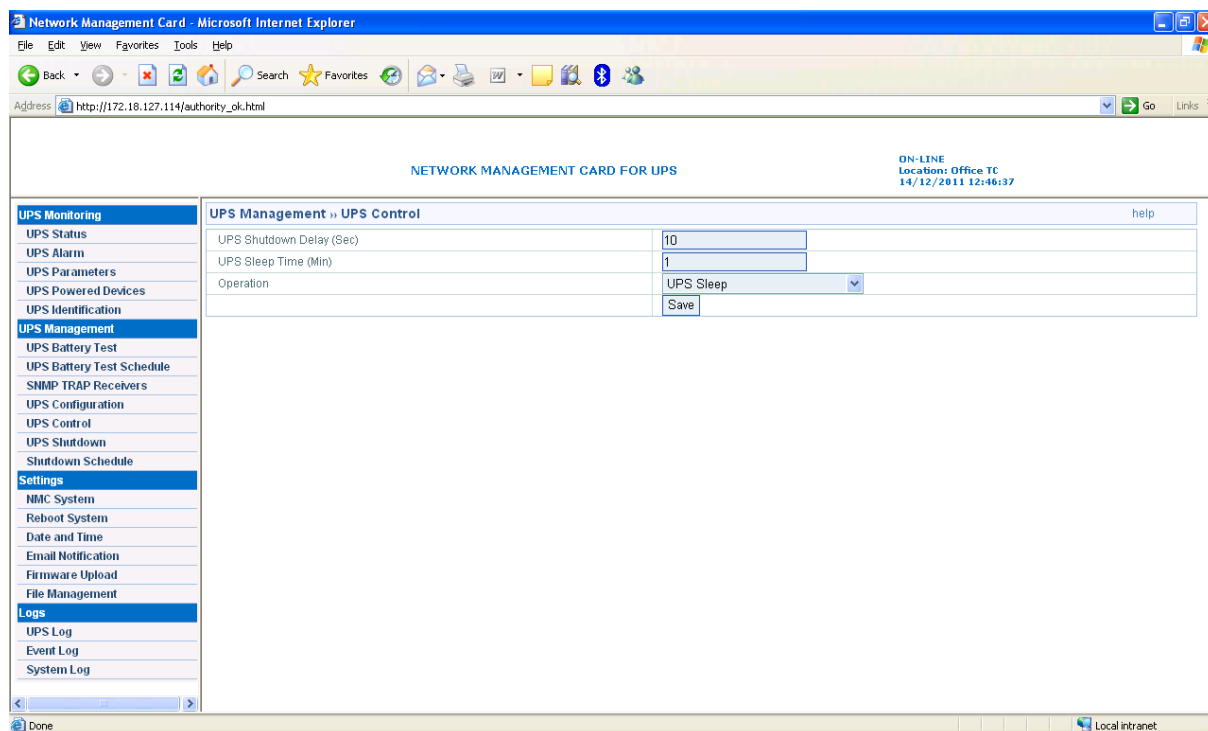 Network Management Card - Microsoft Internet Explorer
File Edit View Favorites Tools Help
Back Search Favorites
Address http://172.18.127.114/authority_ok.html Go Links
NETWORK MANAGEMENT CARD FOR UPS
ON-LINE
Location: Office TC
14/12/2011 12:46:37
UPS Monitoring
UPS Status
UPS Alarm
UPS Parameters
UPS Powered Devices
UPS Identification
UPS Management
UPS Battery Test
UPS Battery Test Schedule
SNMP TRAP Receivers
UPS Configuration
UPS Control
UPS Shutdown
Shutdown Schedule
Settings
NMC System
Reboot System
Date and Time
Email Notification
Firmware Upload
File Management
Logs
UPS Log
Event Log
System Log
UPS Management ›› UPS Control help
UPS Shutdown Delay (Sec) 10
UPS Sleep Time (Min) 1
Operation UPS Sleep
Save
Done Local intranet